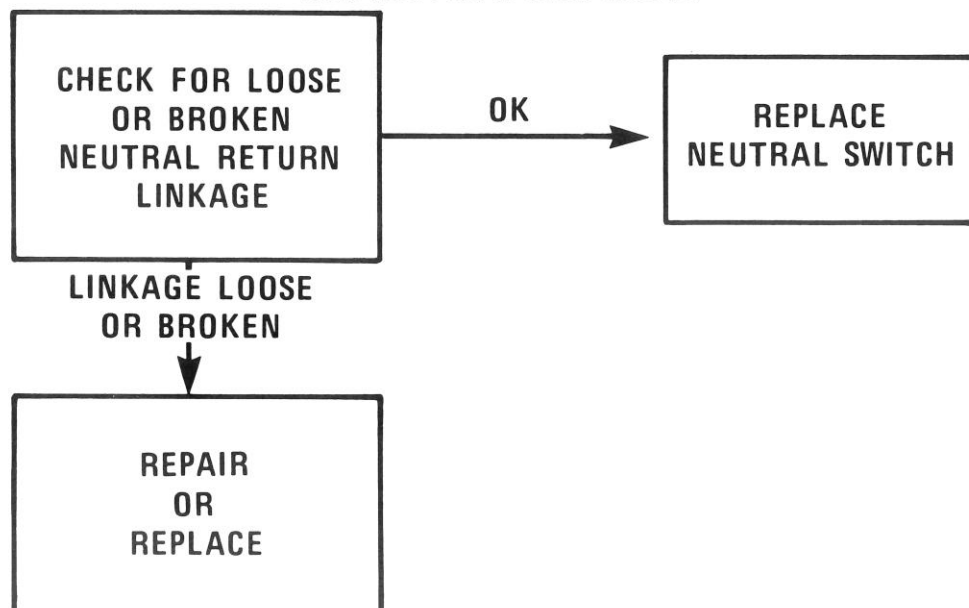 CHECK FOR LOOSE
OR BROKEN
NEUTRAL RETURN
LINKAGE
OK
REPLACE
NEUTRAL SWITCH
LINKAGE LOOSE
OR BROKEN
REPAIR
OR
REPLACE